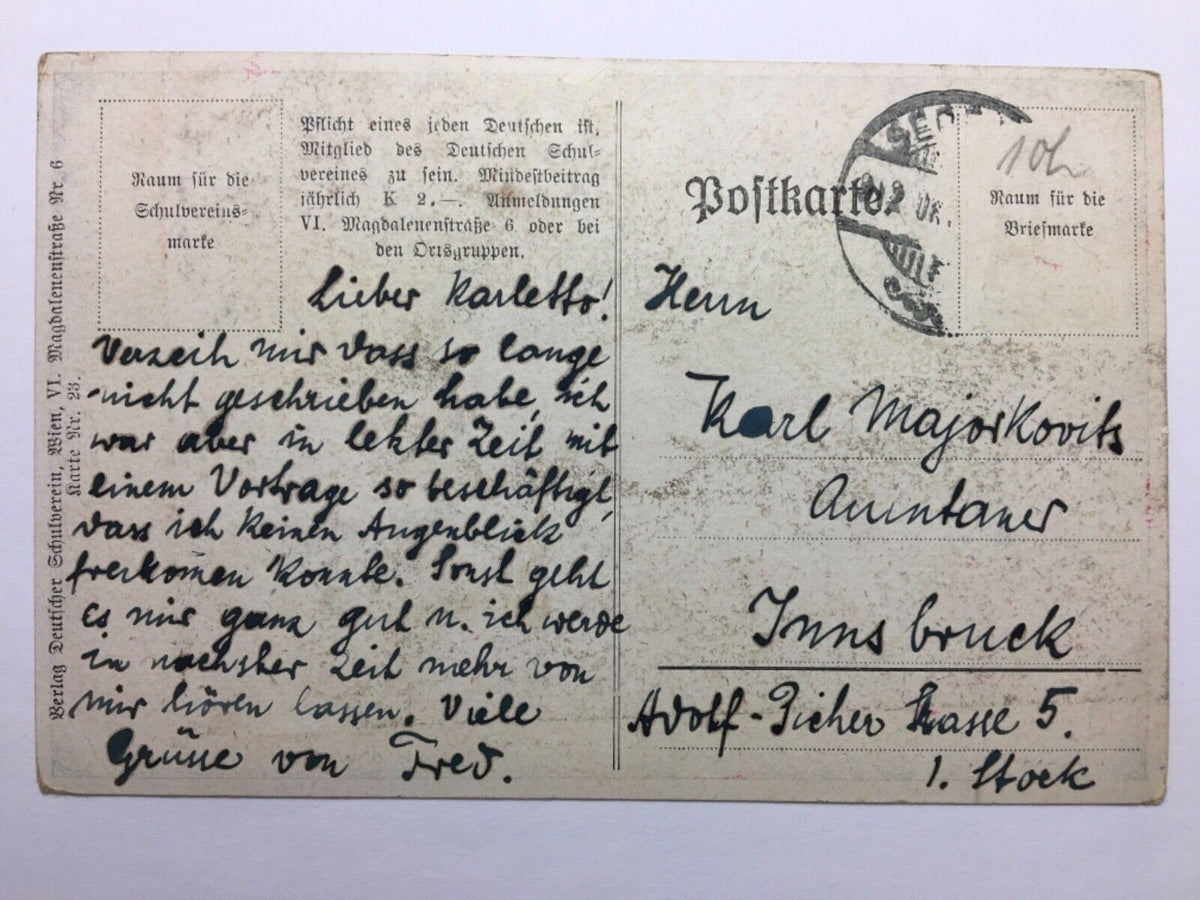 Verlag Deutscher Schulverein, Wien, VI. Magdalenenstraße Nr. 6
Karte Nr. 23.
Raum für die
Schulvereins-
marke
Pflicht eines jeden Deutschen ist,
Mitglied des Deutschen Schul-
vereines zu sein. Mindestbeitrag
jährlich K 2.—. Anmeldungen
VI. Magdalenenstraße 6 oder bei
den Ortsgruppen.
Lieber Karletto!
Verzeih mir dass so lange
nicht geschrieben habe, ich
war aber in letzter Zeit mit
einem Vortrage so beschäftigt,
dass ich keinen Augenblick
freikomen konnte. Sonst geht
es mir ganz gut u. ich werde
in nächster Zeit mehr von
mir hören lassen. Viele
Grüsse von Fred.
Postkarte.
10h
Raum für die
Briefmarke
Herrn
Karl Majorkovits
Innsbruck
Adolf-Picher Strasse 5.
1. Stock